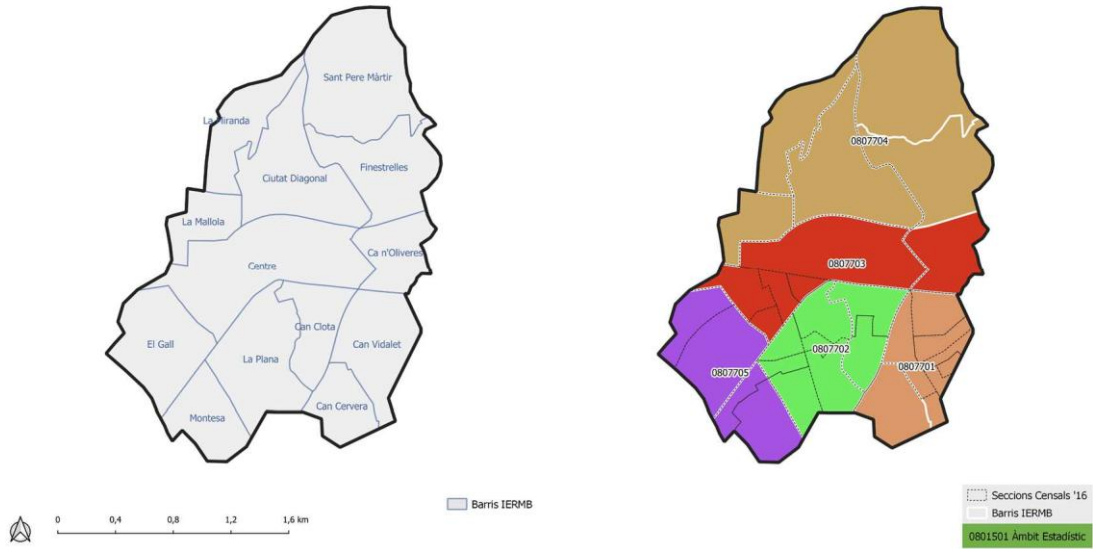 Sant Pere Màrtir
La Miranda
Finestrelles
Ciutat Diagonal
La Mallola
Ca n'Oliveres
Centre
Can Clota
El Gall
Can Vidalet
La Plana
Can Cervera
Montesa
Barris IERMB
0 0,4 0,8 1,2 1,6 km
0807704
0807703
0807702
0807701
0807705
Seccions Censals '16
Barris IERMB
0801501 Àmbit Estadístic